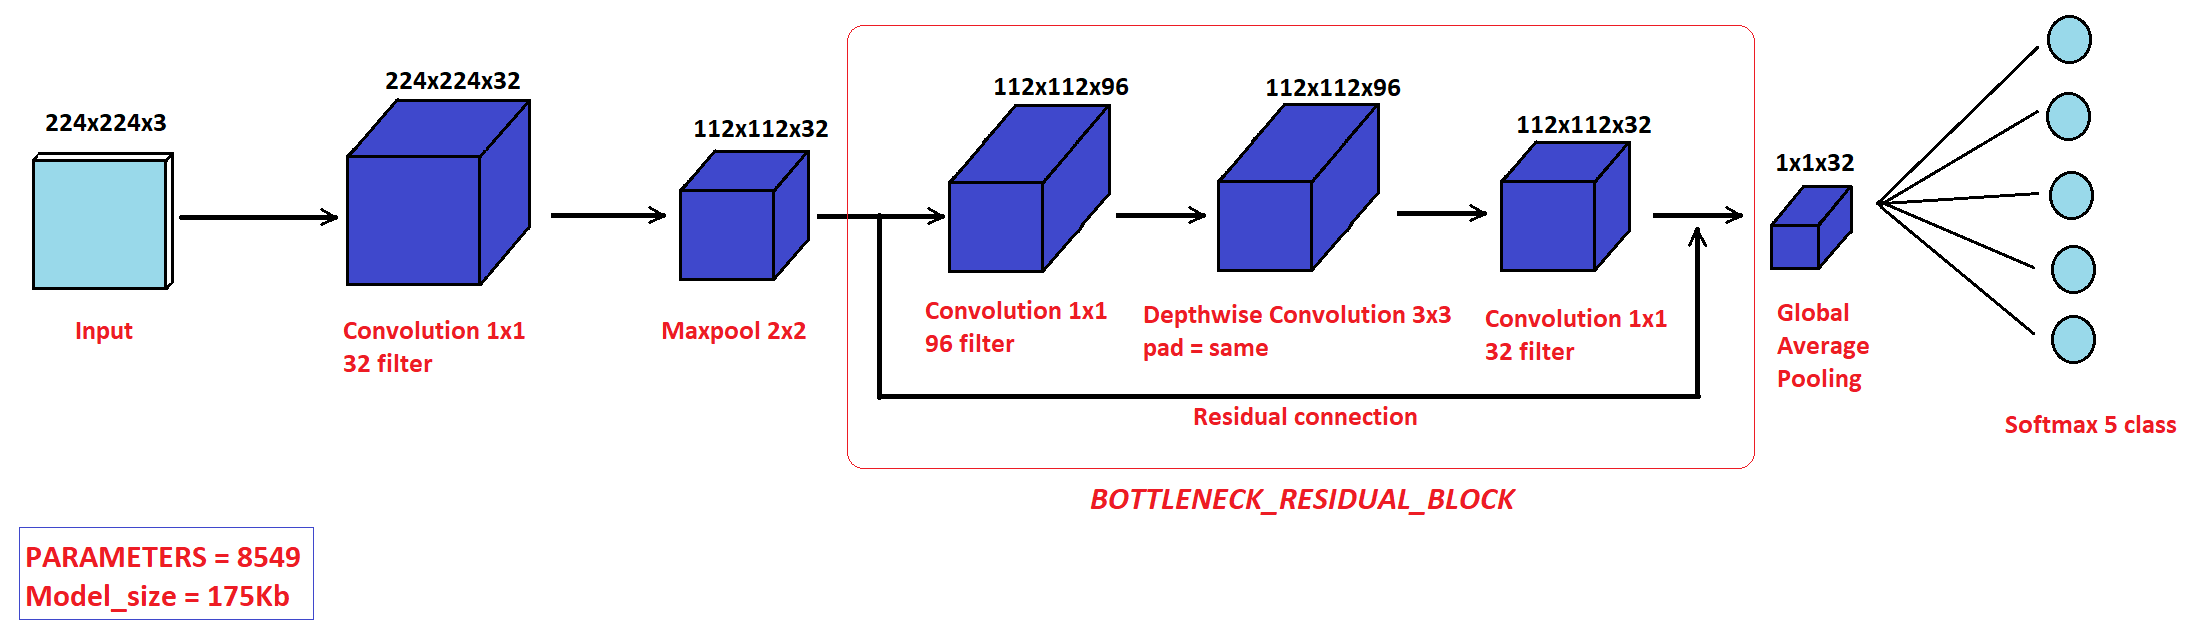 224x224x3
Input
224x224x32
Convolution 1x1
32 filter
112x112x32
Maxpool 2x2
112x112x96
Convolution 1x1
96 filter
112x112x96
Depthwise Convolution 3x3
pad = same
112x112x32
Convolution 1x1
32 filter
Residual connection
BOTTLENECK_RESIDUAL_BLOCK
1x1x32
Global
Average
Pooling
Softmax 5 class
PARAMETERS = 8549
Model_size = 175Kb